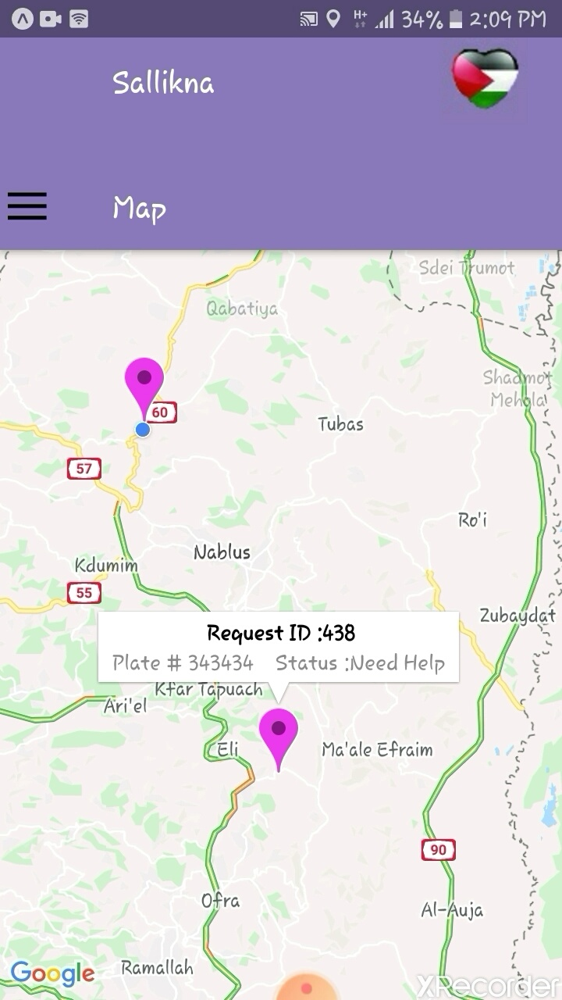 H+ 34% 2:09 PM
Sallikna
Map
Sdei Trumot
Qabatiya
Shadmot
Mehola
60
Tubas
57
Ro'i
Nablus
Kdumim
55
Zubaydat
Request ID :438
Plate # 343434 Status :Need Help
Kfar Tapuach
Ari'el
Eli
Ma'ale Efraim
90
Ofra
Al-Auja
Ramallah
Google
XRecorder